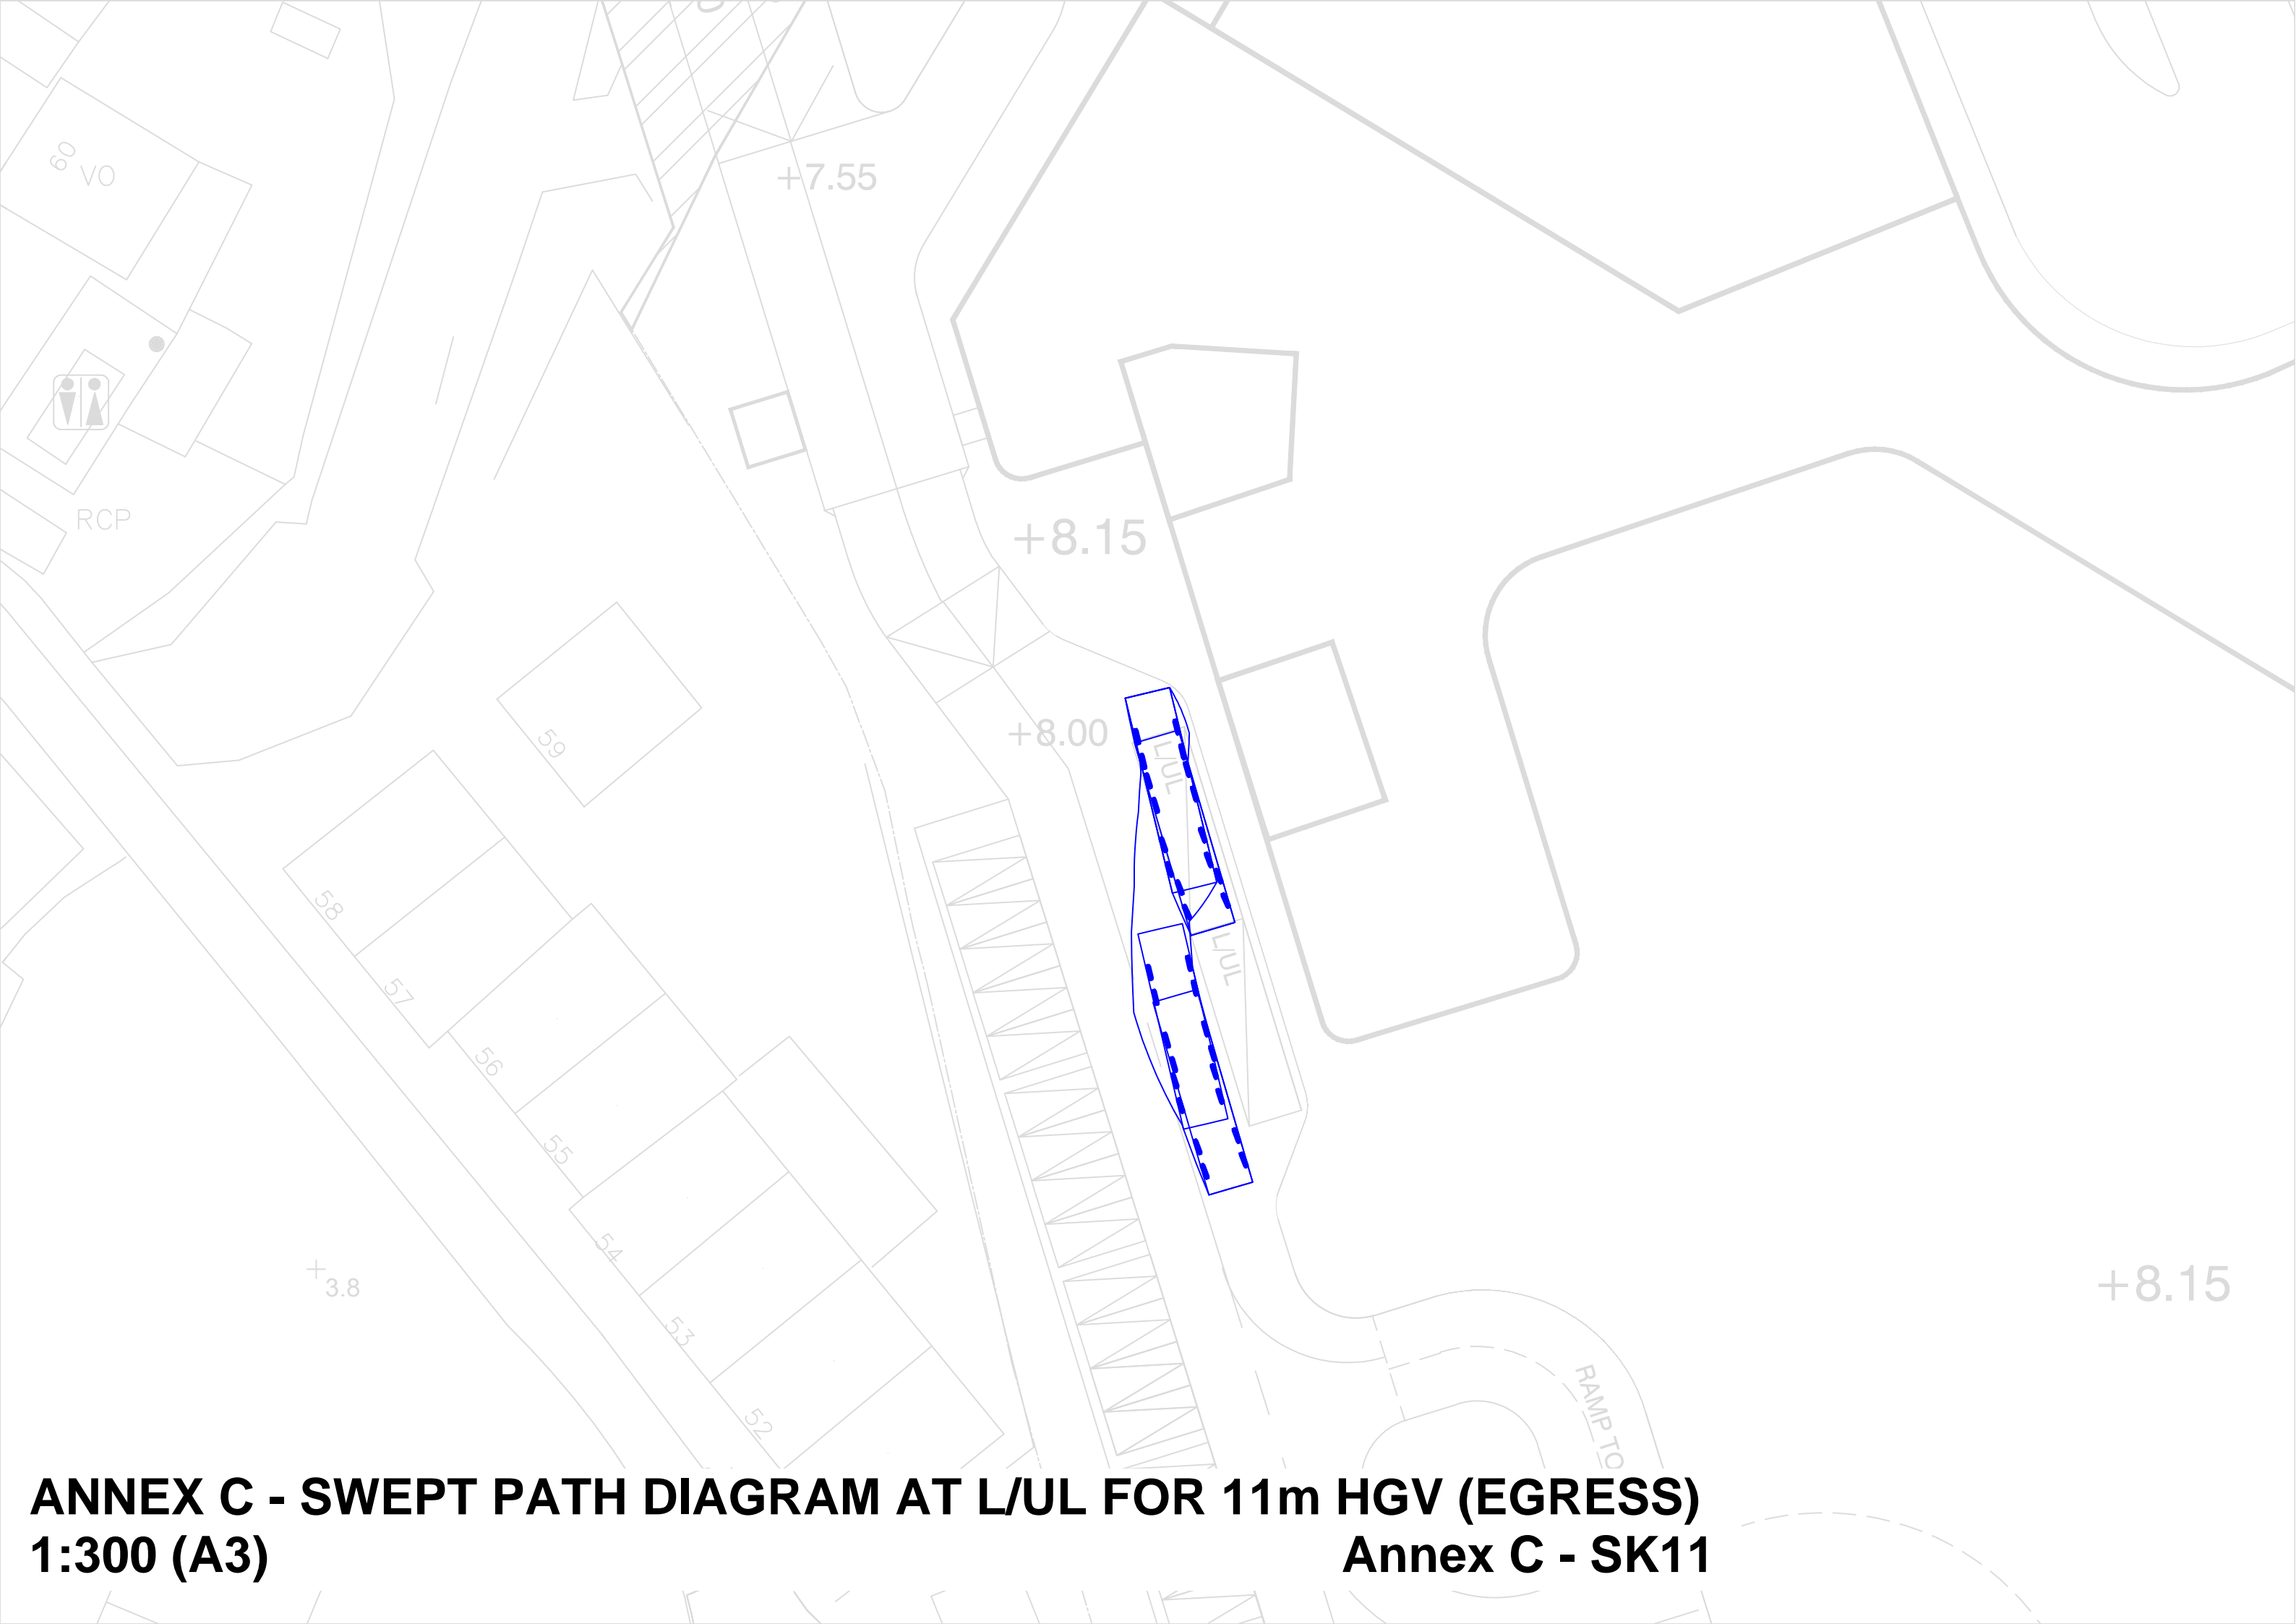 60
VO
+7.55
RCP
+8.15
+8.00
L/UL
L/UL
59
58
57
56
55
54
53
52
+3.8
+8.15
RAMP TO
ANNEX C - SWEPT PATH DIAGRAM AT L/UL FOR 11m HGV (EGRESS)
1:300 (A3)
Annex C - SK11